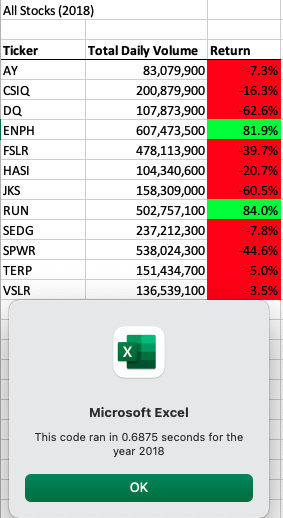 All Stocks (2018)
Ticker Total Daily Volume Return
AY 83,079,900 -7.3%
CSIQ 200,879,900 -16.3%
DQ 107,873,900 -62.6%
ENPH 607,473,500 81.9%
FSLR 478,113,900 -39.7%
HASI 104,340,600 -20.7%
JKS 158,309,000 -60.5%
RUN 502,757,100 84.0%
SEDG 237,212,300 -7.8%
SPWR 538,024,300 -44.6%
TERP 151,434,700 -5.0%
VSLR 136,539,100 -3.5%
X
Microsoft Excel
This code ran in 0.6875 seconds for the
year 2018
OK